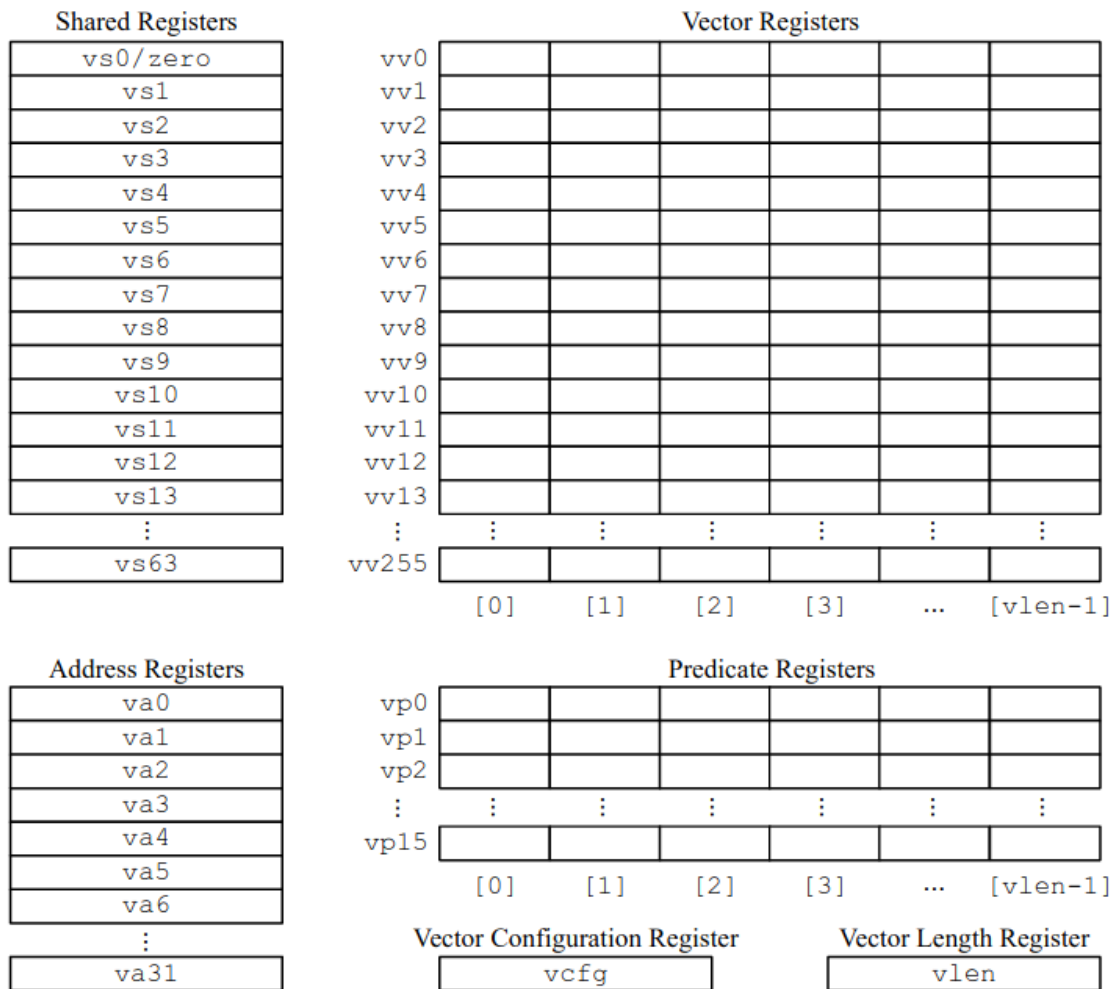 Shared Registers
vs0/zero
vs1
vs2
vs3
vs4
vs5
vs6
vs7
vs8
vs9
vs10
vs11
vs12
vs13
⋮
vs63
Vector Registers
vv0
vv1
vv2
vv3
vv4
vv5
vv6
vv7
vv8
vv9
vv10
vv11
vv12
vv13
⋮ ⋮ ⋮ ⋮ ⋮ ⋮ ⋮
vv255
[0] [1] [2] [3] ... [vlen-1]
Address Registers
va0
va1
va2
va3
va4
va5
va6
⋮
va31
Predicate Registers
vp0
vp1
vp2
⋮ ⋮ ⋮ ⋮ ⋮ ⋮ ⋮
vp15
[0] [1] [2] [3] ... [vlen-1]
Vector Configuration Register
vcfg
Vector Length Register
vlen